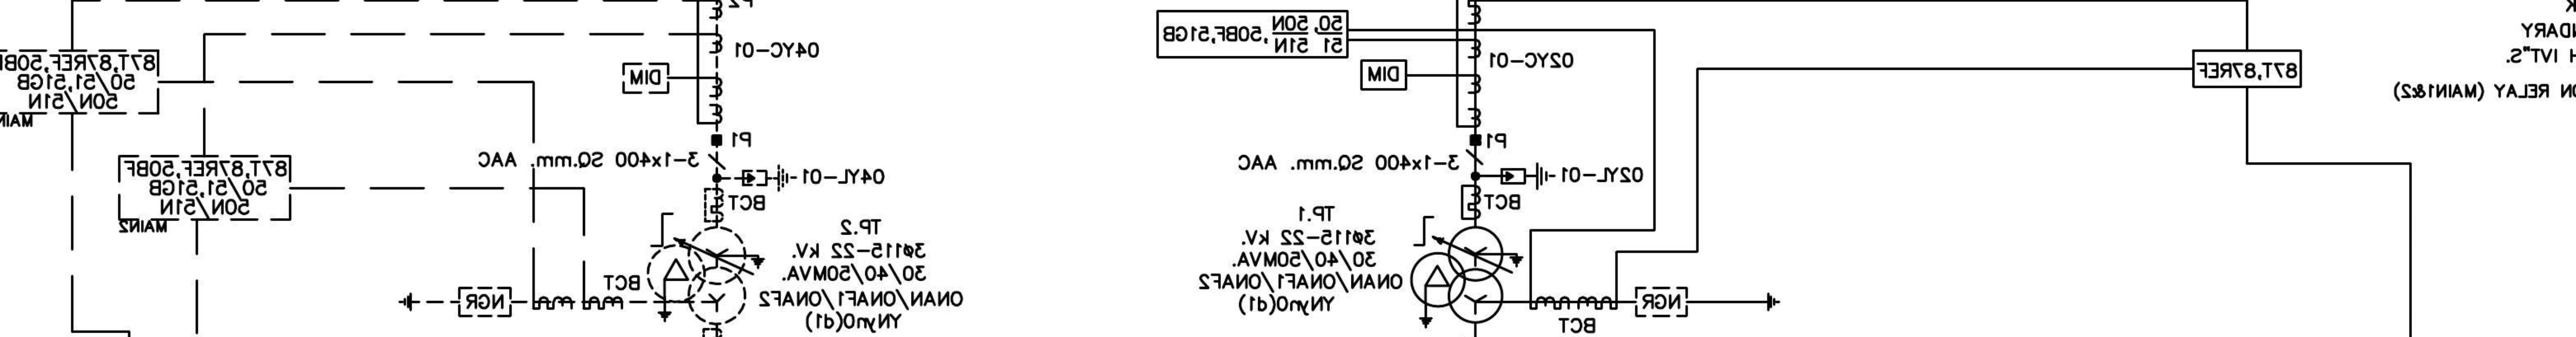 K
NDARY
H IVT"S.
ON RELAY (MAIN1&2)
87T,87REF
50,50N
51 51N
,50BF,51GB
02YC-01
DIM
P1
3-1x400 SQ.mm. AAC
02YL-01
BCT
TP.1
3ø115-22 kV.
30/40/50MVA.
ONAN/ONAF1/ONAF2
YNyn0(d1)
NGR
BCT
P2
04YC-01
DIM
P1
3-1x400 SQ.mm. AAC
04YL-01
BCT
TP.2
3ø115-22 kV.
30/40/50MVA.
ONAN/ONAF1/ONAF2
YNyn0(d1)
BCT
NGR
87T,87REF,50BF
50/51,51GB
50N/51N
MAIN
87T,87REF,50BF
50/51,51GB
50N/51N
MAIN2